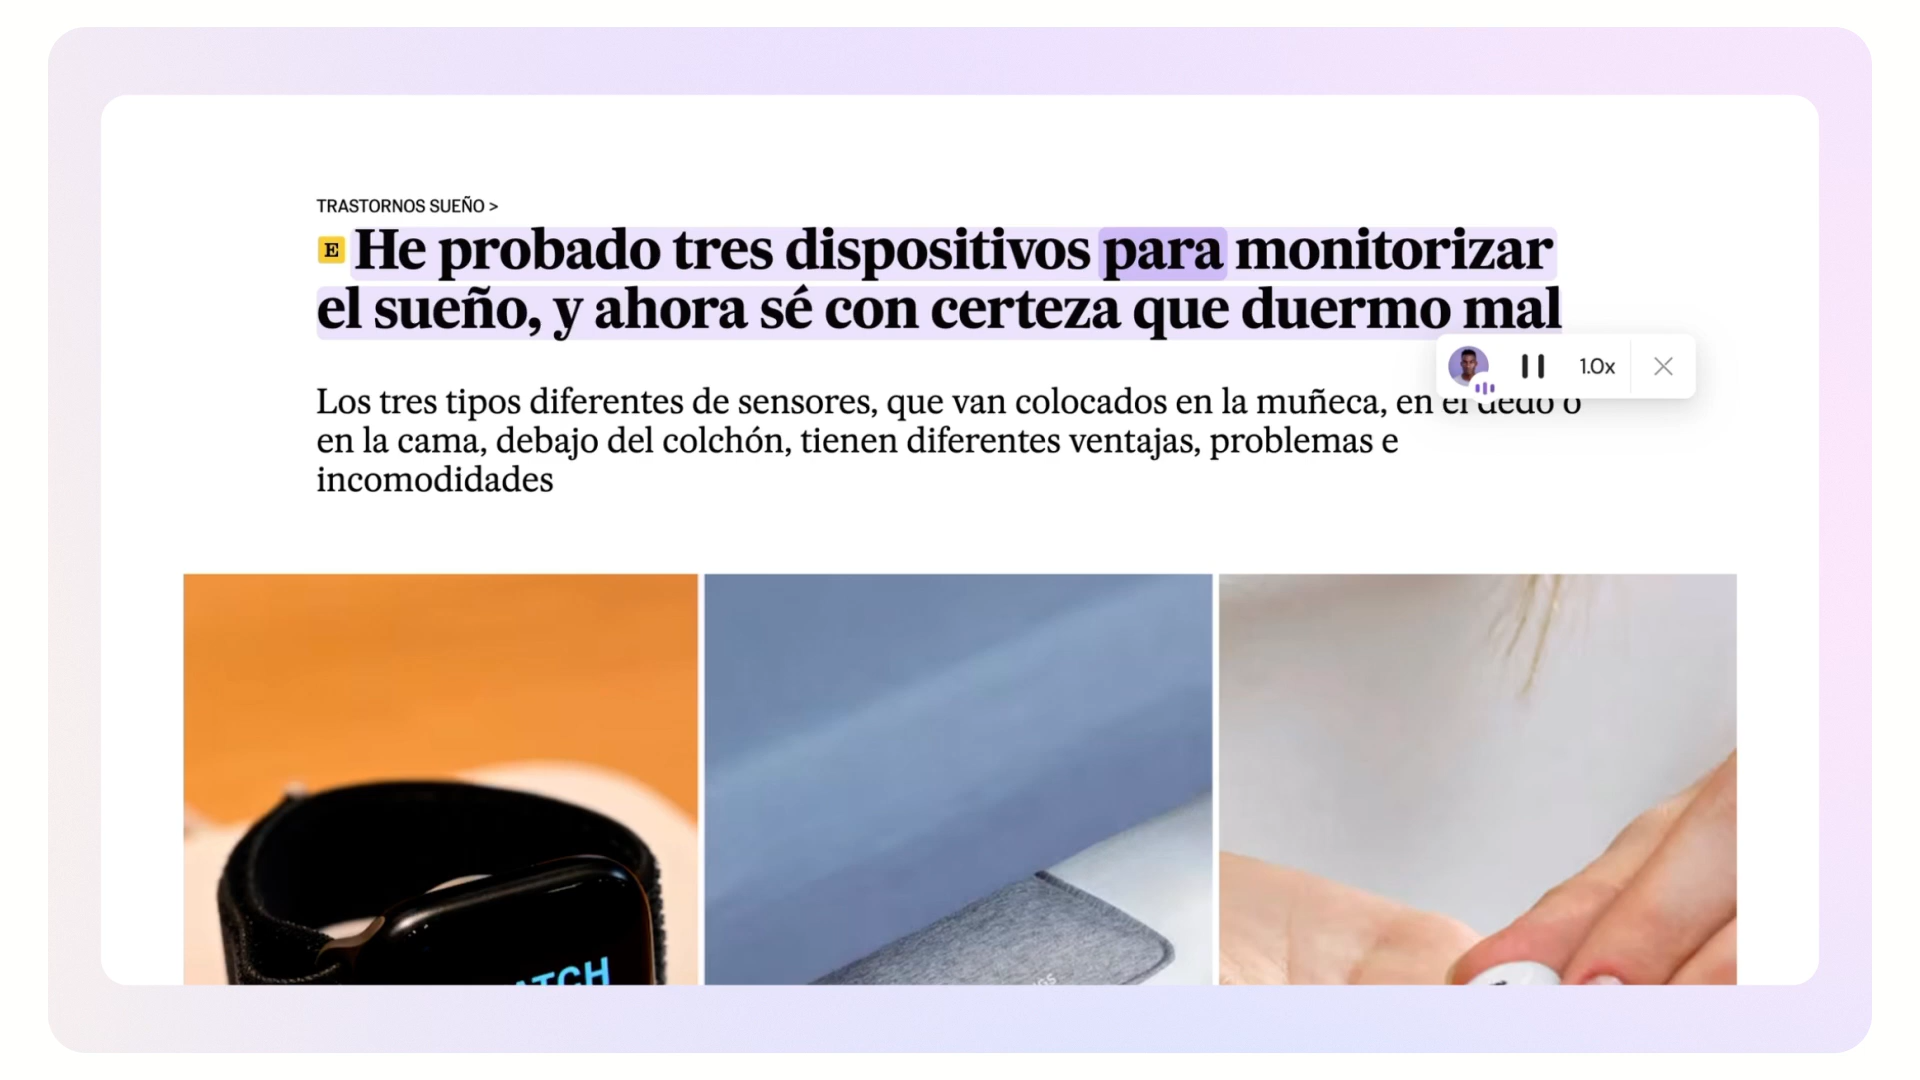 TRASTORNOS SUEÑO >
E He probado tres dispositivos para monitorizar
el sueño, y ahora sé con certeza que duermo mal
1.0x
Los tres tipos diferentes de sensores, que van colocados en la muñeca, en el dedo o
en la cama, debajo del colchón, tienen diferentes ventajas, problemas e
incomodidades